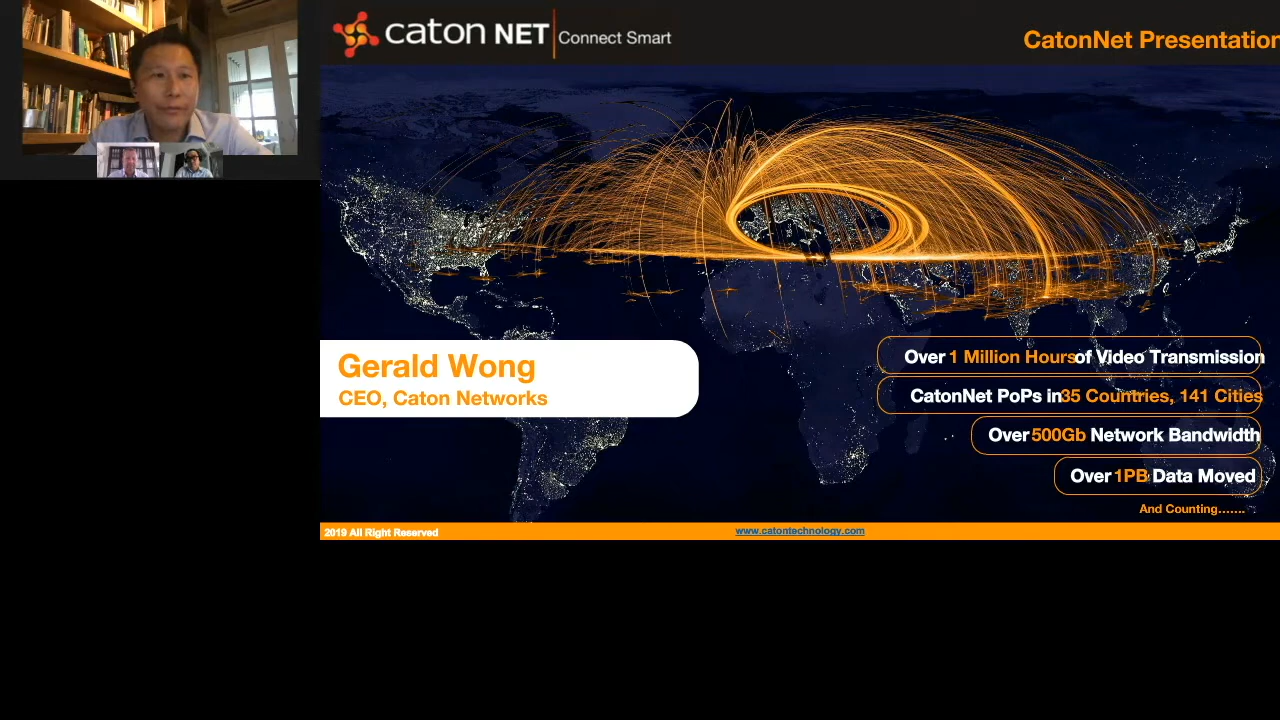 caton NET Connect Smart
CatonNet Presentation
Gerald Wong
CEO, Caton Networks
Over 1 Million Hours of Video Transmission
CatonNet PoPs in 35 Countries, 141 Cities
Over 500Gb Network Bandwidth
Over 1PB Data Moved
And Counting.......
2019 All Right Reserved
www.catontechnology.com